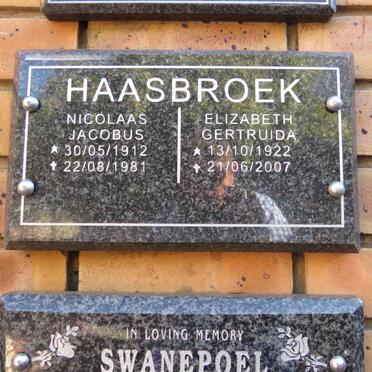 HAASBROEK
NICOLAAS
JACOBUS
★ 30/05/1912
✝ 22/08/1981
ELIZABETH
GERTRUIDA
★ 13/10/1922
✝ 21/06/2007
IN LOVING MEMORY
SWANEPOEL